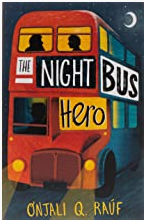 THE
NIGHT BUS
Hero
ONJALI Q. RAÚF